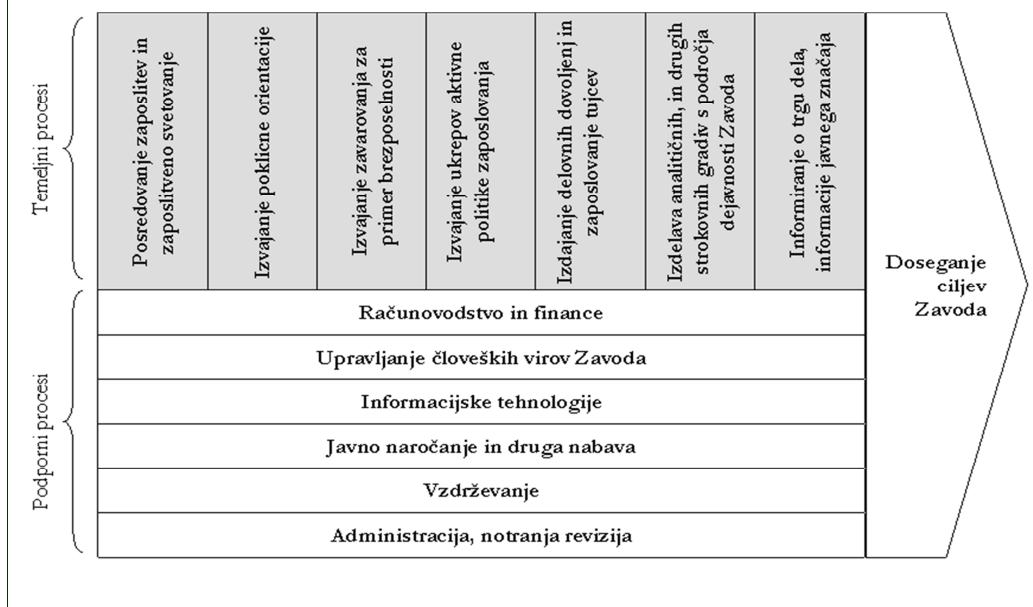 Temeljni procesi
Posredovanje zaposlitev in
zaposlitveno svetovanje
Izvajanje poklicne orientacije
Izvajanje zavarovanja za
primer brezposelnosti
Izvajanje ukrepov aktivne
politike zaposlovanja
Izdajanje delovnih dovoljenj in
zaposlovanje tujcev
Izdelava analitičnih, in drugih
strokovnih gradiv s področja
dejavnosti Zavoda
Informiranje o trgu dela,
informacije javnega značaja
Podporni procesi
Računovodstvo in finance
Upravljanje človeških virov Zavoda
Informacijske tehnologije
Javno naročanje in druga nabava
Vzdrževanje
Administracija, notranja revizija
Doseganje
ciljev
Zavoda